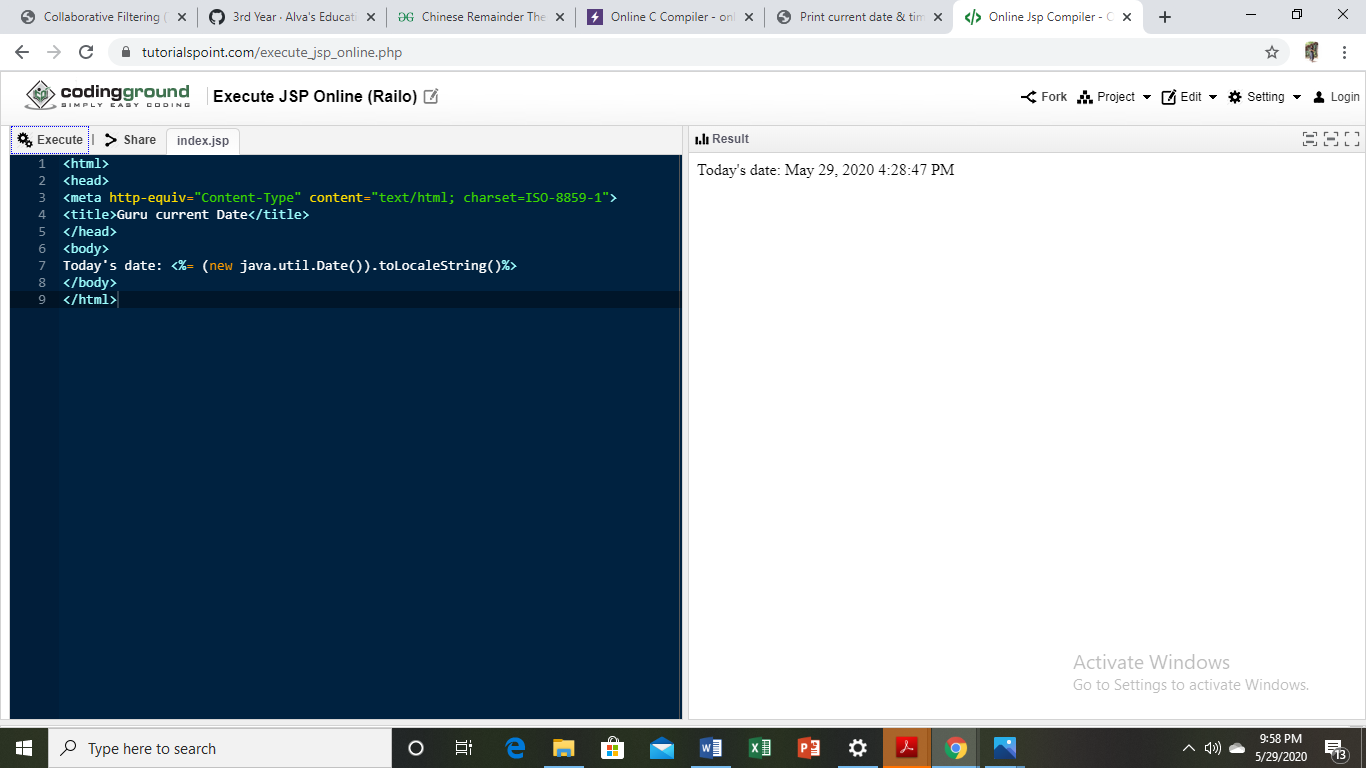 Collaborative Filtering (
3rd Year · Alva's Educat
Chinese Remainder The
Online C Compiler - onl
Print current date & tim
Online Jsp Compiler - C
tutorialspoint.com/execute_jsp_online.php
codingground
SIMPLY EASY CODING
Execute JSP Online (Railo)
Fork
Project
Edit
Setting
Login
Execute | Share
index.jsp
Result
1 <html>
2 <head>
3 <meta http-equiv="Content-Type" content="text/html; charset=ISO-8859-1">
4 <title>Guru current Date</title>
5 </head>
6 <body>
7 Today's date: <%= (new java.util.Date()).toLocaleString()%>
8 </body>
9 </html>
Today's date: May 29, 2020 4:28:47 PM
Activate Windows
Go to Settings to activate Windows.
Type here to search
9:58 PM
5/29/2020
13